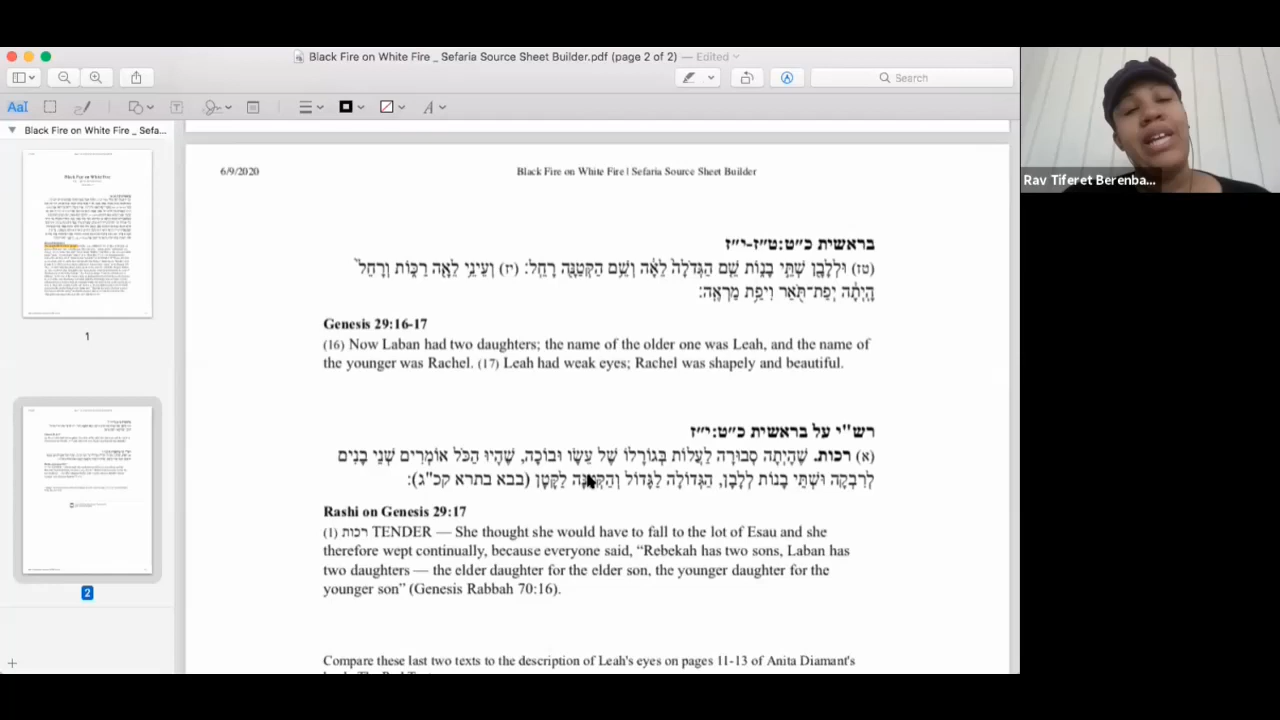 Black Fire on White Fire _ Sefaria Source Sheet Builder.pdf (page 2 of 2) — Edited
Search
AaI
A
Black Fire on White Fire _ Sefa...
1
2
6/9/2020
Black Fire on White Fire | Sefaria Source Sheet Builder
בראשית כ״ט:ט״ז-י״ז
(טז) וּלְלָבָ֖ן שְׁתֵּ֣י בָנ֑וֹת שֵׁ֤ם הַגְּדֹלָה֙ לֵאָ֔ה וְשֵׁ֥ם הַקְּטַנָּ֖ה רָחֵֽל׃ (יז) וְעֵינֵ֥י לֵאָ֖ה רַכּ֑וֹת וְרָחֵל֙
הָֽיְתָ֔ה יְפַת־תֹּ֖אַר וִיפַ֥ת מַרְאֶֽה׃
Genesis 29:16-17
(16) Now Laban had two daughters; the name of the older one was Leah, and the name of
the younger was Rachel. (17) Leah had weak eyes; Rachel was shapely and beautiful.
רש"י על בראשית כ״ט:י״ז
(א) רכות. שֶׁהָיְתָה סְבוּרָה לַעֲלוֹת בְּגוֹרָלוֹ שֶׁל עֵשָׂו וּבוֹכָה, שֶׁהָיוּ הַכֹּל אוֹמְרִים שְׁנֵי בָנִים
לְרִבְקָה וּשְׁתֵּי בָנוֹת לְלָבָן, הַגְּדוֹלָה לַגָּדוֹל וְהַקְּטַנָּה לַקָּטָן (בבא בתרא קכ"ג):
Rashi on Genesis 29:17
(1) רכות TENDER — She thought she would have to fall to the lot of Esau and she
therefore wept continually, because everyone said, “Rebekah has two sons, Laban has
two daughters — the elder daughter for the elder son, the younger daughter for the
younger son” (Genesis Rabbah 70:16).
Compare these last two texts to the description of Leah's eyes on pages 11-13 of Anita Diamant's
Rav Tiferet Berenba...